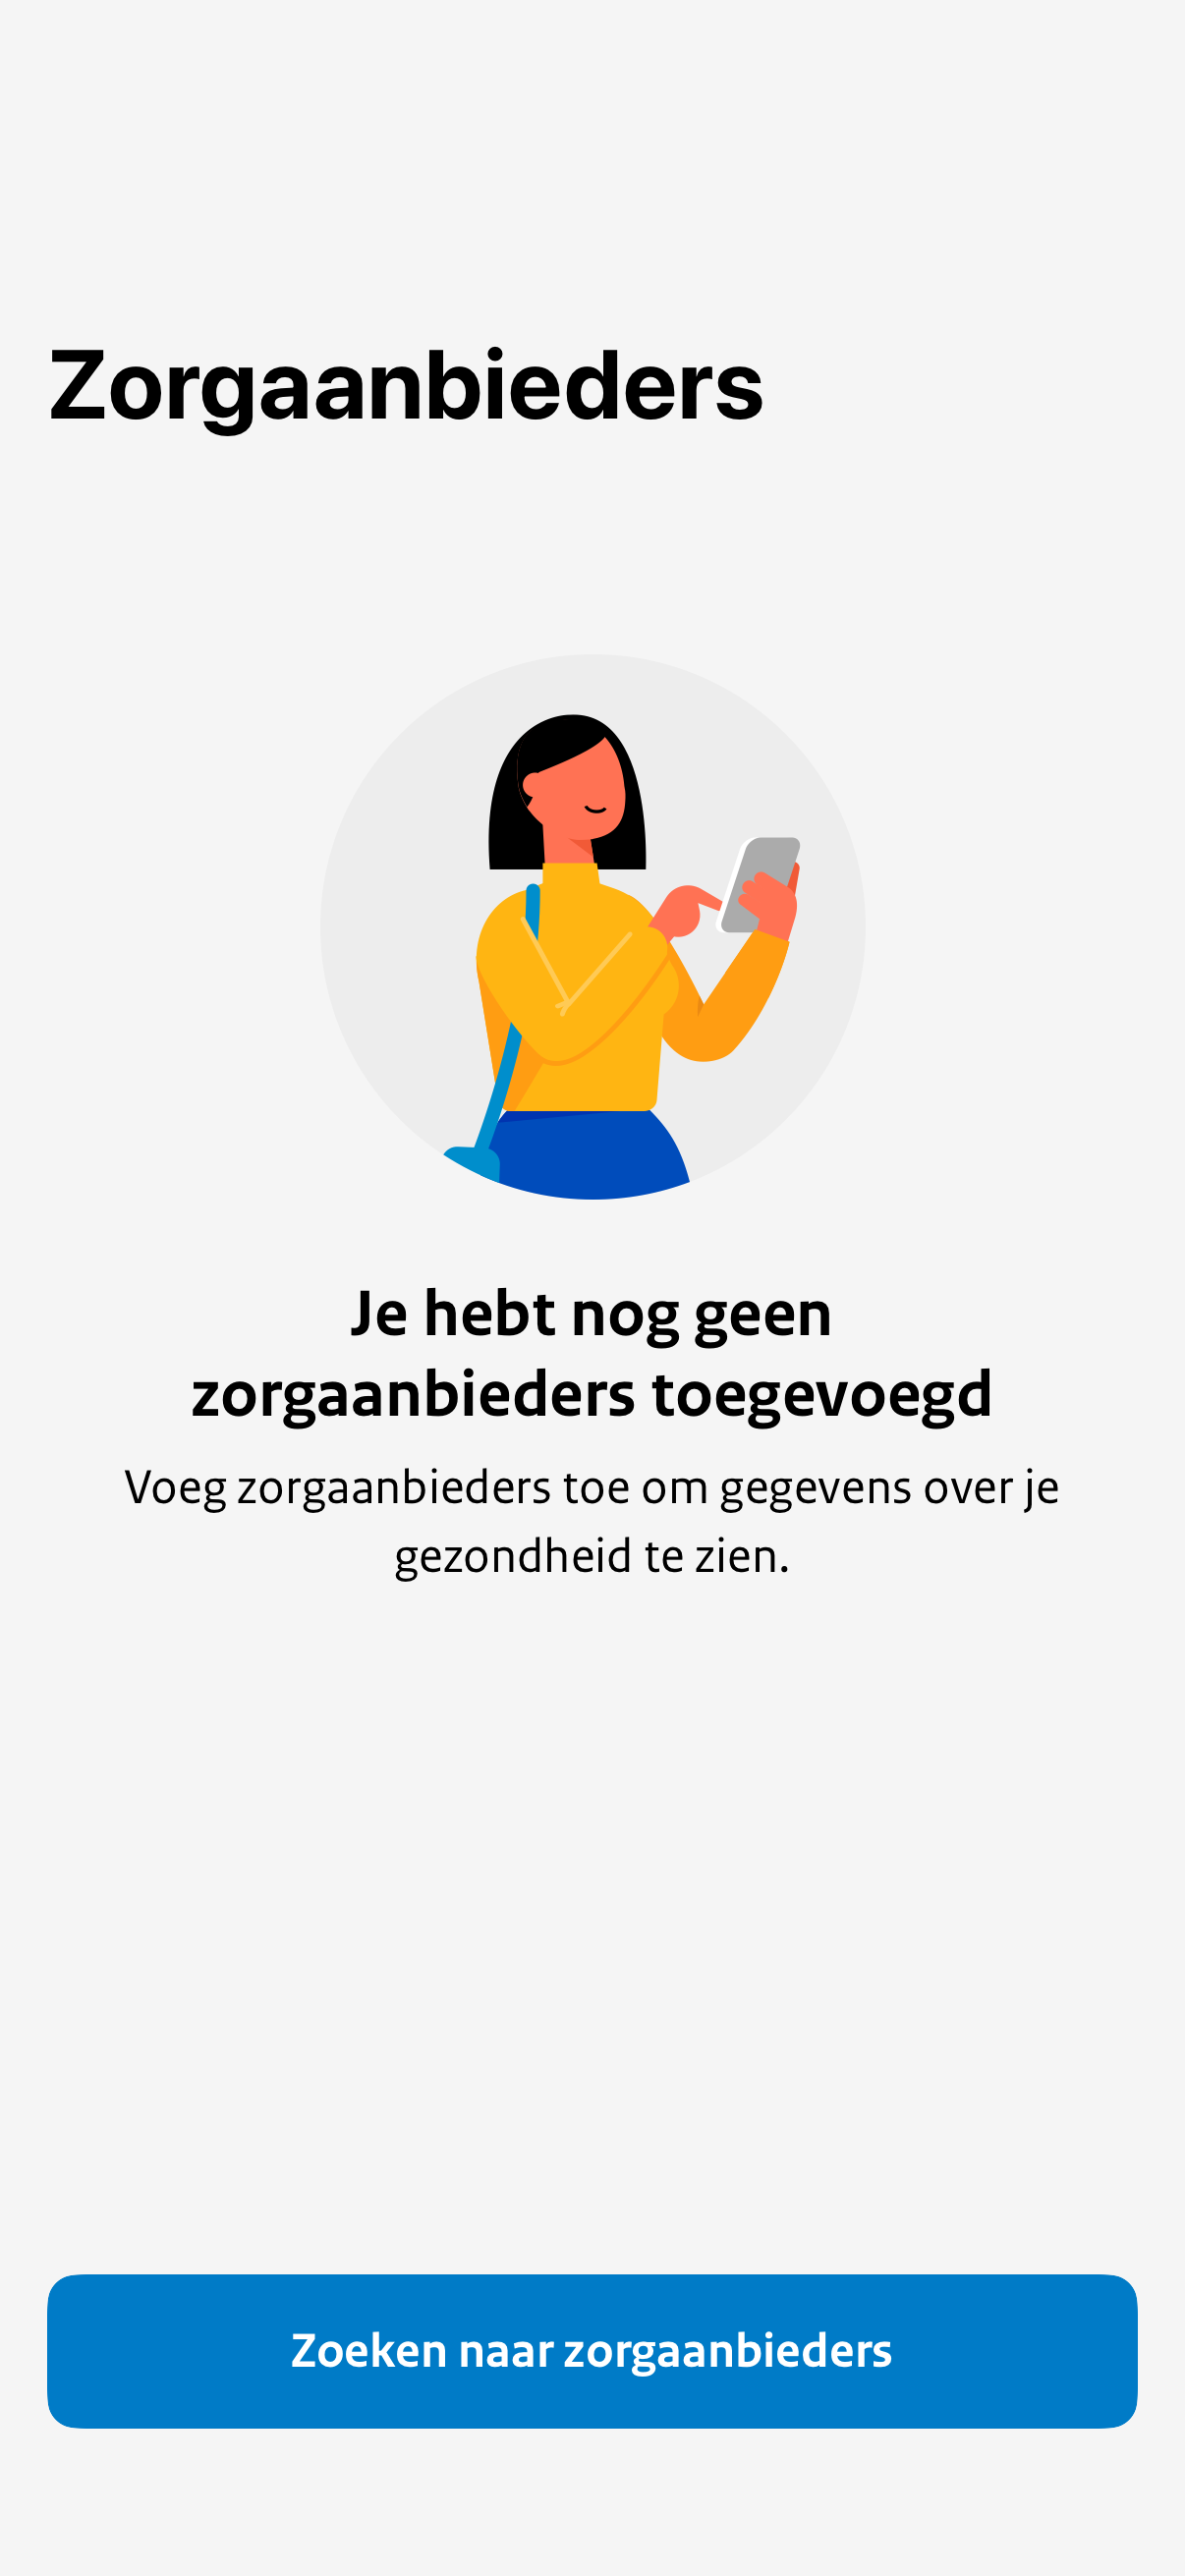 Zorgaanbieders
Je hebt nog geen
zorgaanbieders toegevoegd
Voeg zorgaanbieders toe om gegevens over je
gezondheid te zien.
Zoeken naar zorgaanbieders